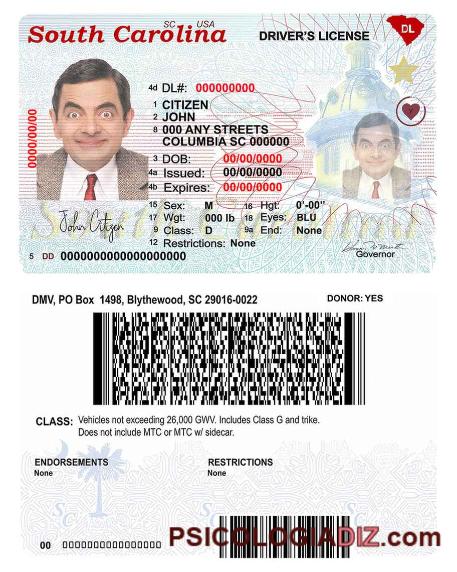 SC USA
South Carolina
DRIVER'S LICENSE
DL
4d DL#: 000000000
1 CITIZEN
2 JOHN
8 000 ANY STREETS
COLUMBIA SC 000000
0000/00/00
3 DOB: 00/00/0000
4a Issued: 00/00/0000
4b Expires: 00/00/0000
15 Sex: M 16 Hgt: 0'-00"
17 Wgt: 000 lb 18 Eyes: BLU
9 Class: D 9a End: None
12 Restrictions: None
John Citizen
Governor
5 DD 0000000000000000000
DMV, PO Box 1498, Blythewood, SC 29016-0022
DONOR: YES
CLASS: Vehicles not exceeding 26,000 GWV. Includes Class G and trike.
Does not include MTC or MTC w/ sidecar.
ENDORSEMENTS
None
RESTRICTIONS
None
SC
SC
00 0000000000000000
PSICOLOGIADIZ.com